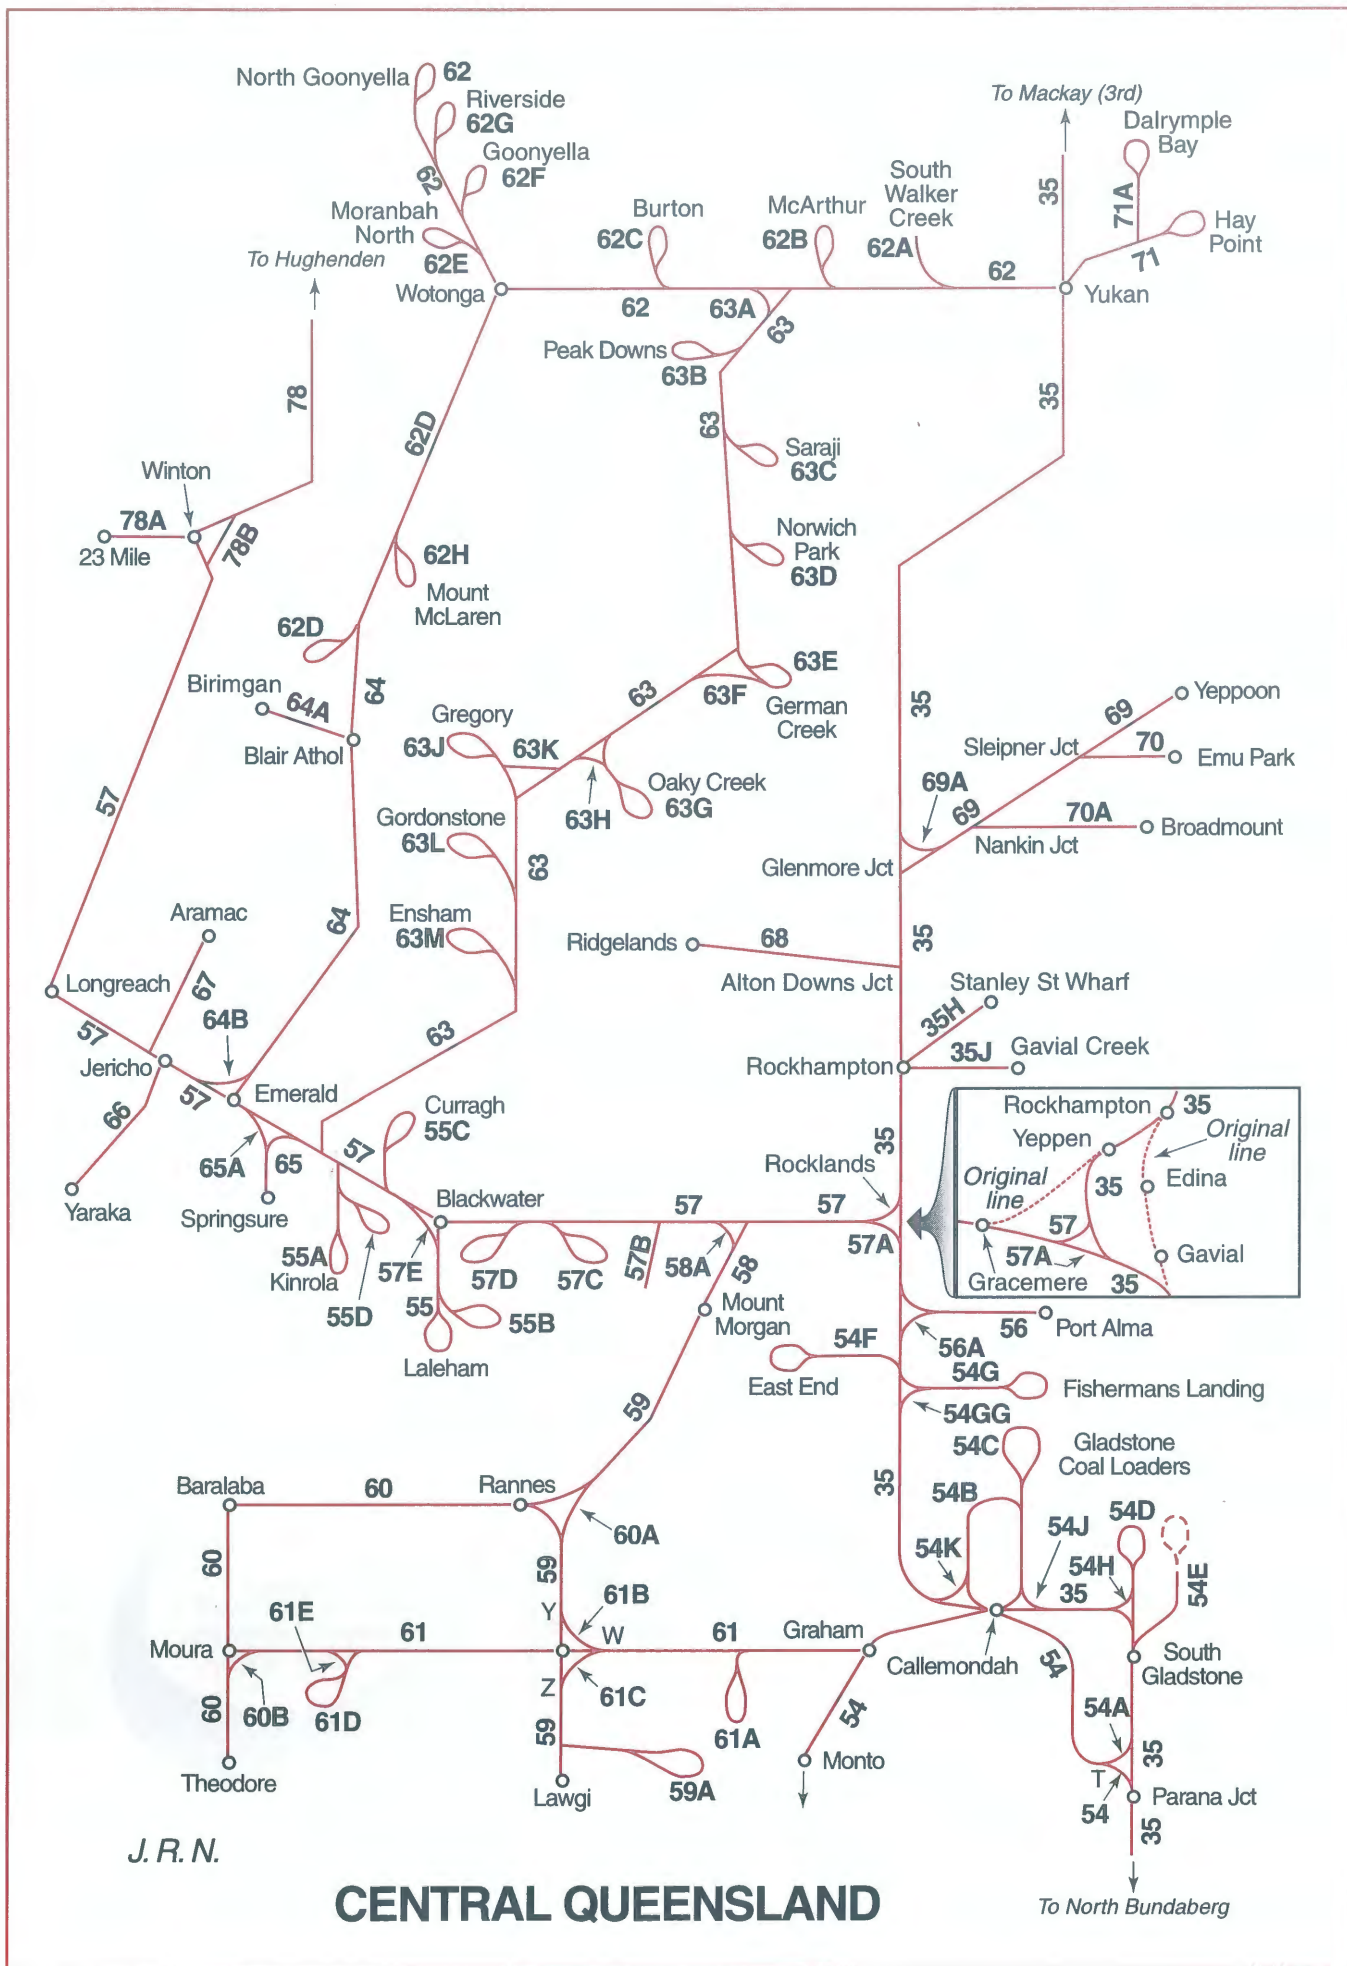 North Goonyella
62
Riverside
62G
Goonyella
62F
62
Moranbah
North
62E
To Hughenden
Wotonga
Burton
62C
McArthur
62B
South
Walker
Creek
62A
62
To Mackay (3rd)
35
Dalrymple
Bay
71A
Hay
Point
71
Yukan
62
63A
63
Peak Downs
63B
78
62D
63
35
Saraji
63C
Winton
78A
23 Mile
78B
62H
Mount
McLaren
Norwich
Park
63D
62D
Birimgan
64A
64
Blair Athol
63E
63F
German
Creek
63
Gregory
63J
63K
63H
Oaky Creek
63G
35
Yeppoon
69
Sleipner Jct
70
Emu Park
69A
69
70A
Broadmount
Nankin Jct
Glenmore Jct
57
Gordonstone
63L
63
Aramac
64
Ensham
63M
Ridgelands
68
35
Alton Downs Jct
Longreach
67
64B
57
63
Stanley St Wharf
35H
35J
Gavial Creek
Rockhampton
Jericho
57
Emerald
66
Curragh
55C
57
65A
65
Yaraka
Springsure
Blackwater
Rocklands
35
57
57
57A
Rockhampton
35
Yeppen
Original
line
Original
line
35
Edina
57
57A
Gavial
Gracemere
35
55A
Kinrola
55D
57E
57D
57C
57B
58A
58
55
55B
Laleham
Mount
Morgan
56
Port Alma
56A
54F
East End
54G
Fishermans Landing
54GG
59
54C
Gladstone
Coal Loaders
Baralaba
60
Rannes
35
54B
60A
54J
54D
54K
54H
54E
60
59
35
61E
61B
Y
W
Moura
61
61
Graham
Callemondah
54
South
Gladstone
Z
61C
60
60B
61D
59
61A
54
54A
35
Theodore
Lawgi
59A
Monto
T
54
Parana Jct
35
J. R. N.
CENTRAL QUEENSLAND
To North Bundaberg